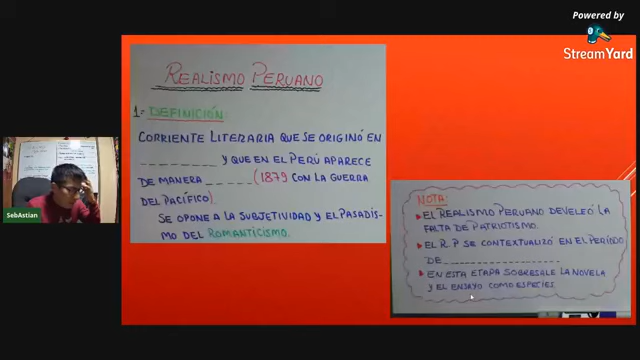 Powered by
StreamYard
REALISMO PERUANO
1= DEFINICIÓN:
CORRIENTE LITERARIA QUE SE ORIGINÓ EN
________ Y QUE EN EL PERÚ APARECE
DE MANERA _____ (1879 CON LA GUERRA
DEL PACÍFICO)
SE OPONE A LA SUBJETIVIDAD Y EL PASADIS-
MO DEL ROMANTICISMO.
NOTA:
EL REALISMO PERUANO DEVELEÓ LA
FALTA DE PATRIOTISMO.
EL R.P SE CONTEXTUALIZÓ EN EL PERÍODO
DE ________________
EN ESTA ETAPA SOBRESALE LA NOVELA
Y EL ENSAYO COMO ESPECIES
SebAstian